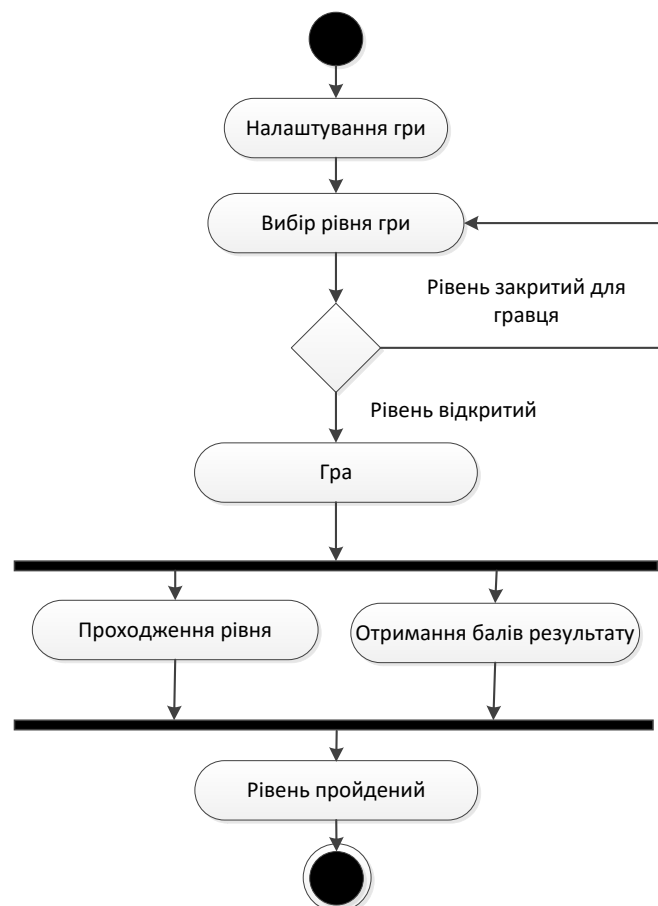 Налаштування гри
Вибір рівня гри
Рівень закритий для
гравця
Рівень відкритий
Гра
Проходження рівня
Отримання балів результату
Рівень пройдений